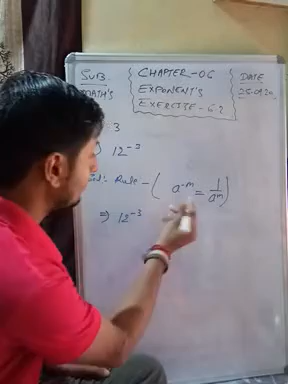 SUB. CHAPTER-06 DATE
MATH'S EXPONENT'S 25.09.20
EXERCISE-6.2
3
) 12⁻³
Rule - ( a⁻ᵐ = 1/aᵐ )
⇒ 12⁻³